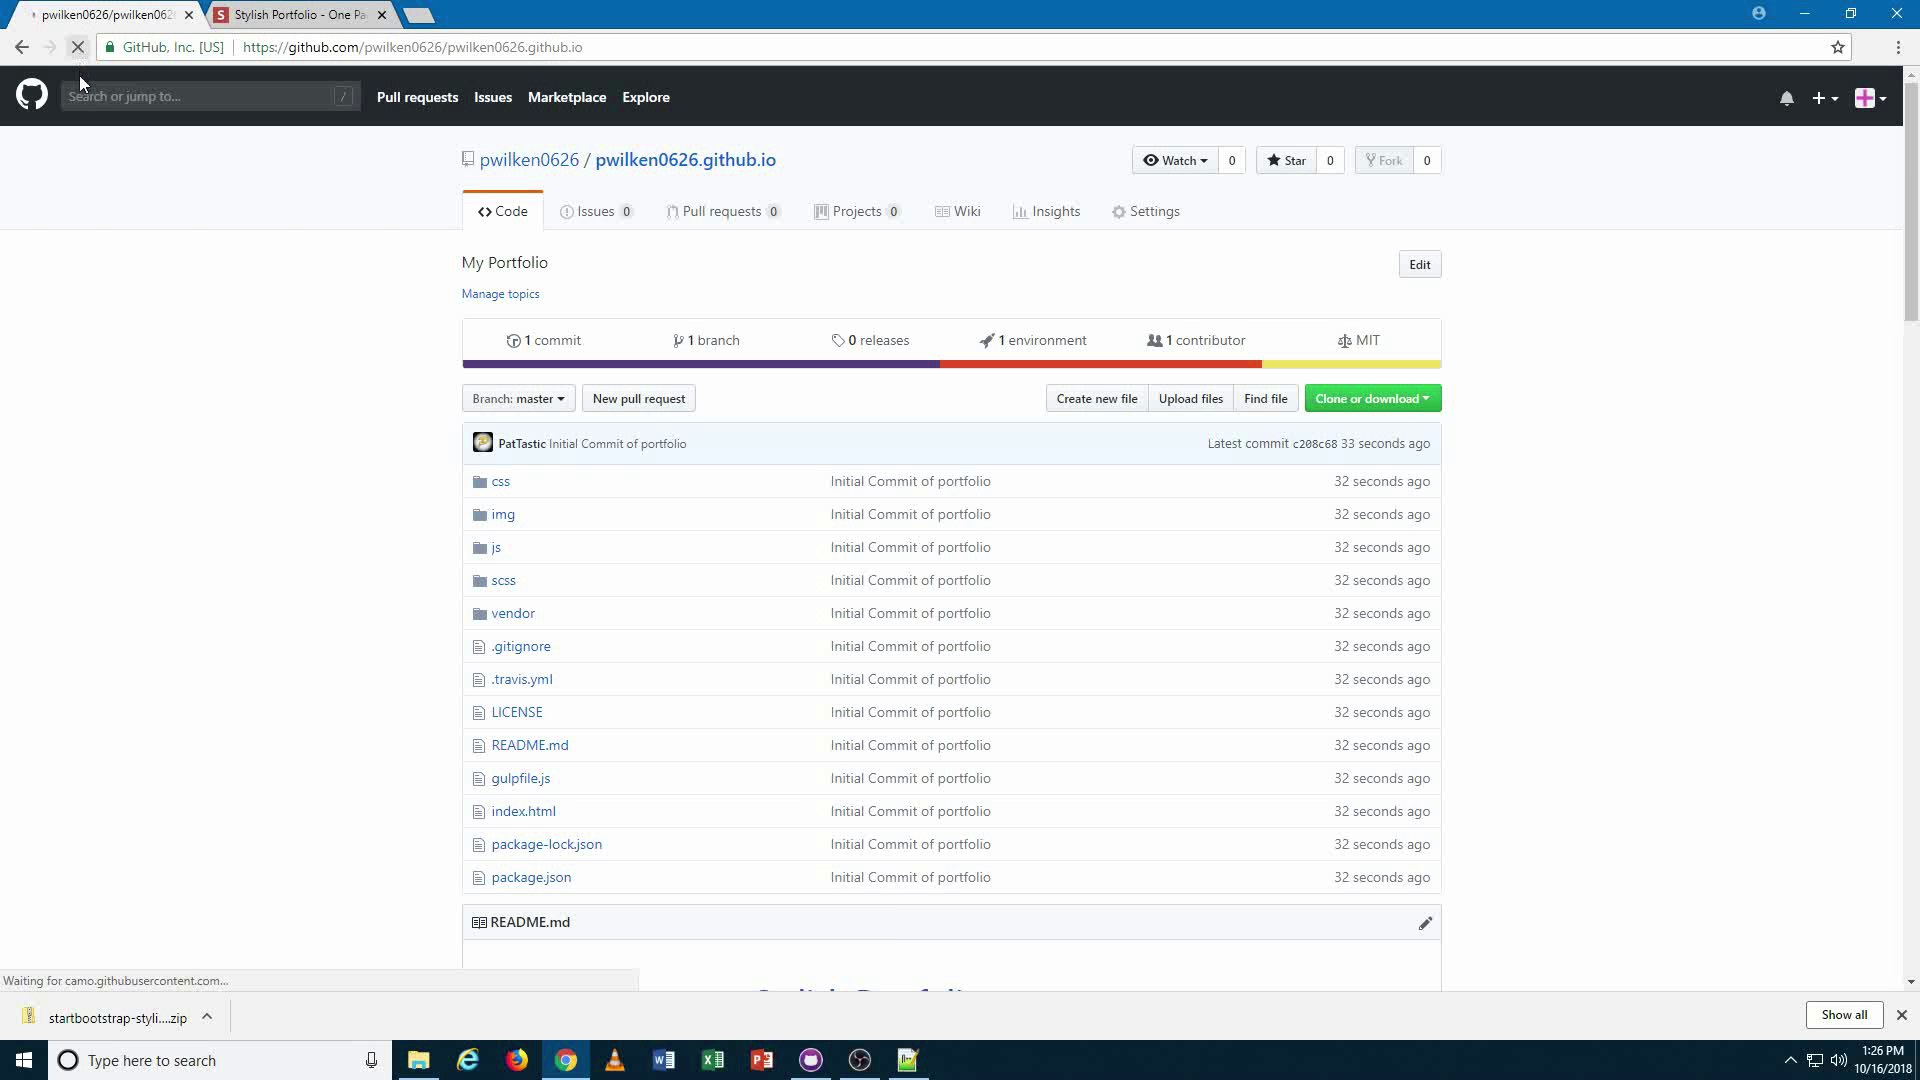 pwilken0626/pwilken0626
Stylish Portfolio - One Pa
GitHub, Inc. [US]
https://github.com/pwilken0626/pwilken0626.github.io
Search or jump to...
/
Pull requests
Issues
Marketplace
Explore
pwilken0626 / pwilken0626.github.io
Watch
0
Star
0
Fork
0
Code
Issues 0
Pull requests 0
Projects 0
Wiki
Insights
Settings
My Portfolio
Edit
Manage topics
1 commit
1 branch
0 releases
1 environment
1 contributor
MIT
Branch: master
New pull request
Create new file
Upload files
Find file
Clone or download
PatTastic Initial Commit of portfolio
Latest commit c208c68 33 seconds ago
css
Initial Commit of portfolio
32 seconds ago
img
Initial Commit of portfolio
32 seconds ago
js
Initial Commit of portfolio
32 seconds ago
scss
Initial Commit of portfolio
32 seconds ago
vendor
Initial Commit of portfolio
32 seconds ago
.gitignore
Initial Commit of portfolio
32 seconds ago
.travis.yml
Initial Commit of portfolio
32 seconds ago
LICENSE
Initial Commit of portfolio
32 seconds ago
README.md
Initial Commit of portfolio
32 seconds ago
gulpfile.js
Initial Commit of portfolio
32 seconds ago
index.html
Initial Commit of portfolio
32 seconds ago
package-lock.json
Initial Commit of portfolio
32 seconds ago
package.json
Initial Commit of portfolio
32 seconds ago
README.md
Waiting for camo.githubusercontent.com...
startbootstrap-styli....zip
Show all
Type here to search
1:26 PM
10/16/2018